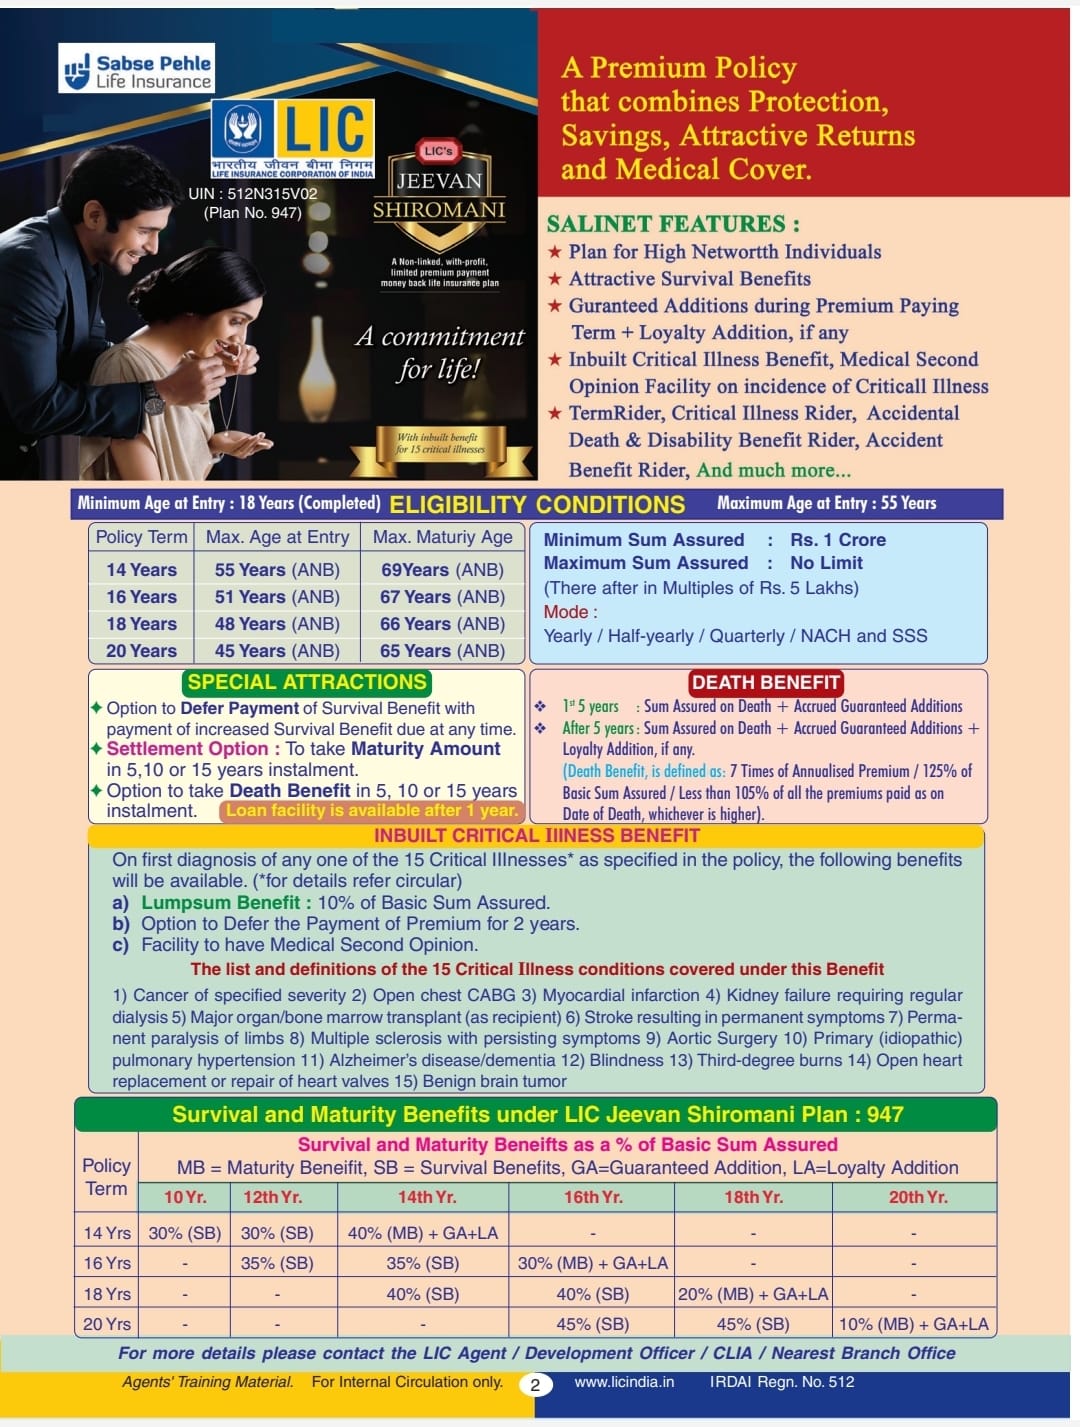 Sabse Pehle
Life Insurance
LIC
भारतीय जीवन बीमा निगम
LIFE INSURANCE CORPORATION OF INDIA
UIN : 512N315V02
(Plan No. 947)
LIC's
JEEVAN
SHIROMANI
A Non-linked, with-profit,
limited premium payment
money back life insurance plan
A commitment
for life!
With inbuilt benefit
for 15 critical illnesses
A Premium Policy
that combines Protection,
Savings, Attractive Returns
and Medical Cover.
SALINET FEATURES :
★ Plan for High Networtth Individuals
★ Attractive Survival Benefits
★ Guranteed Additions during Premium Paying
Term + Loyalty Addition, if any
★ Inbuilt Critical Illness Benefit, Medical Second
Opinion Facility on incidence of Criticall Illness
★ TermRider, Critical Illness Rider, Accidental
Death & Disability Benefit Rider, Accident
Benefit Rider, And much more...
Minimum Age at Entry : 18 Years (Completed) ELIGIBILITY CONDITIONS Maximum Age at Entry : 55 Years
Policy Term Max. Age at Entry Max. Maturiy Age
14 Years 55 Years (ANB) 69Years (ANB)
16 Years 51 Years (ANB) 67 Years (ANB)
18 Years 48 Years (ANB) 66 Years (ANB)
20 Years 45 Years (ANB) 65 Years (ANB)
Minimum Sum Assured : Rs. 1 Crore
Maximum Sum Assured : No Limit
(There after in Multiples of Rs. 5 Lakhs)
Mode :
Yearly / Half-yearly / Quarterly / NACH and SSS
SPECIAL ATTRACTIONS
✦ Option to Defer Payment of Survival Benefit with
payment of increased Survival Benefit due at any time.
✦ Settlement Option : To take Maturity Amount
in 5,10 or 15 years instalment.
✦ Option to take Death Benefit in 5, 10 or 15 years
instalment. Loan facility is available after 1 year.
DEATH BENEFIT
❖ 1st 5 years : Sum Assured on Death + Accrued Guaranteed Additions
❖ After 5 years : Sum Assured on Death + Accrued Guaranteed Additions +
Loyalty Addition, if any.
(Death Benefit, is defined as: 7 Times of Annualised Premium / 125% of
Basic Sum Assured / Less than 105% of all the premiums paid as on
Date of Death, whichever is higher).
INBUILT CRITICAL IIINESS BENEFIT
On first diagnosis of any one of the 15 Critical IIInesses* as specified in the policy, the following benefits
will be available. (*for details refer circular)
a) Lumpsum Benefit : 10% of Basic Sum Assured.
b) Option to Defer the Payment of Premium for 2 years.
c) Facility to have Medical Second Opinion.
The list and definitions of the 15 Critical Illness conditions covered under this Benefit
1) Cancer of specified severity 2) Open chest CABG 3) Myocardial infarction 4) Kidney failure requiring regular
dialysis 5) Major organ/bone marrow transplant (as recipient) 6) Stroke resulting in permanent symptoms 7) Perma-
nent paralysis of limbs 8) Multiple sclerosis with persisting symptoms 9) Aortic Surgery 10) Primary (idiopathic)
pulmonary hypertension 11) Alzheimer's disease/dementia 12) Blindness 13) Third-degree burns 14) Open heart
replacement or repair of heart valves 15) Benign brain tumor
Survival and Maturity Benefits under LIC Jeevan Shiromani Plan : 947
Survival and Maturity Beneifts as a % of Basic Sum Assured
MB = Maturity Beneifit, SB = Survival Benefits, GA=Guaranteed Addition, LA=Loyalty Addition
Policy
Term
10 Yr. 12th Yr. 14th Yr. 16th Yr. 18th Yr. 20th Yr.
14 Yrs 30% (SB) 30% (SB) 40% (MB) + GA+LA - - -
16 Yrs - 35% (SB) 35% (SB) 30% (MB) + GA+LA - -
18 Yrs - - 40% (SB) 40% (SB) 20% (MB) + GA+LA -
20 Yrs - - - 45% (SB) 45% (SB) 10% (MB) + GA+LA
For more details please contact the LIC Agent / Development Officer / CLIA / Nearest Branch Office
Agents' Training Material. For Internal Circulation only. 2 www.licindia.in IRDAI Regn. No. 512